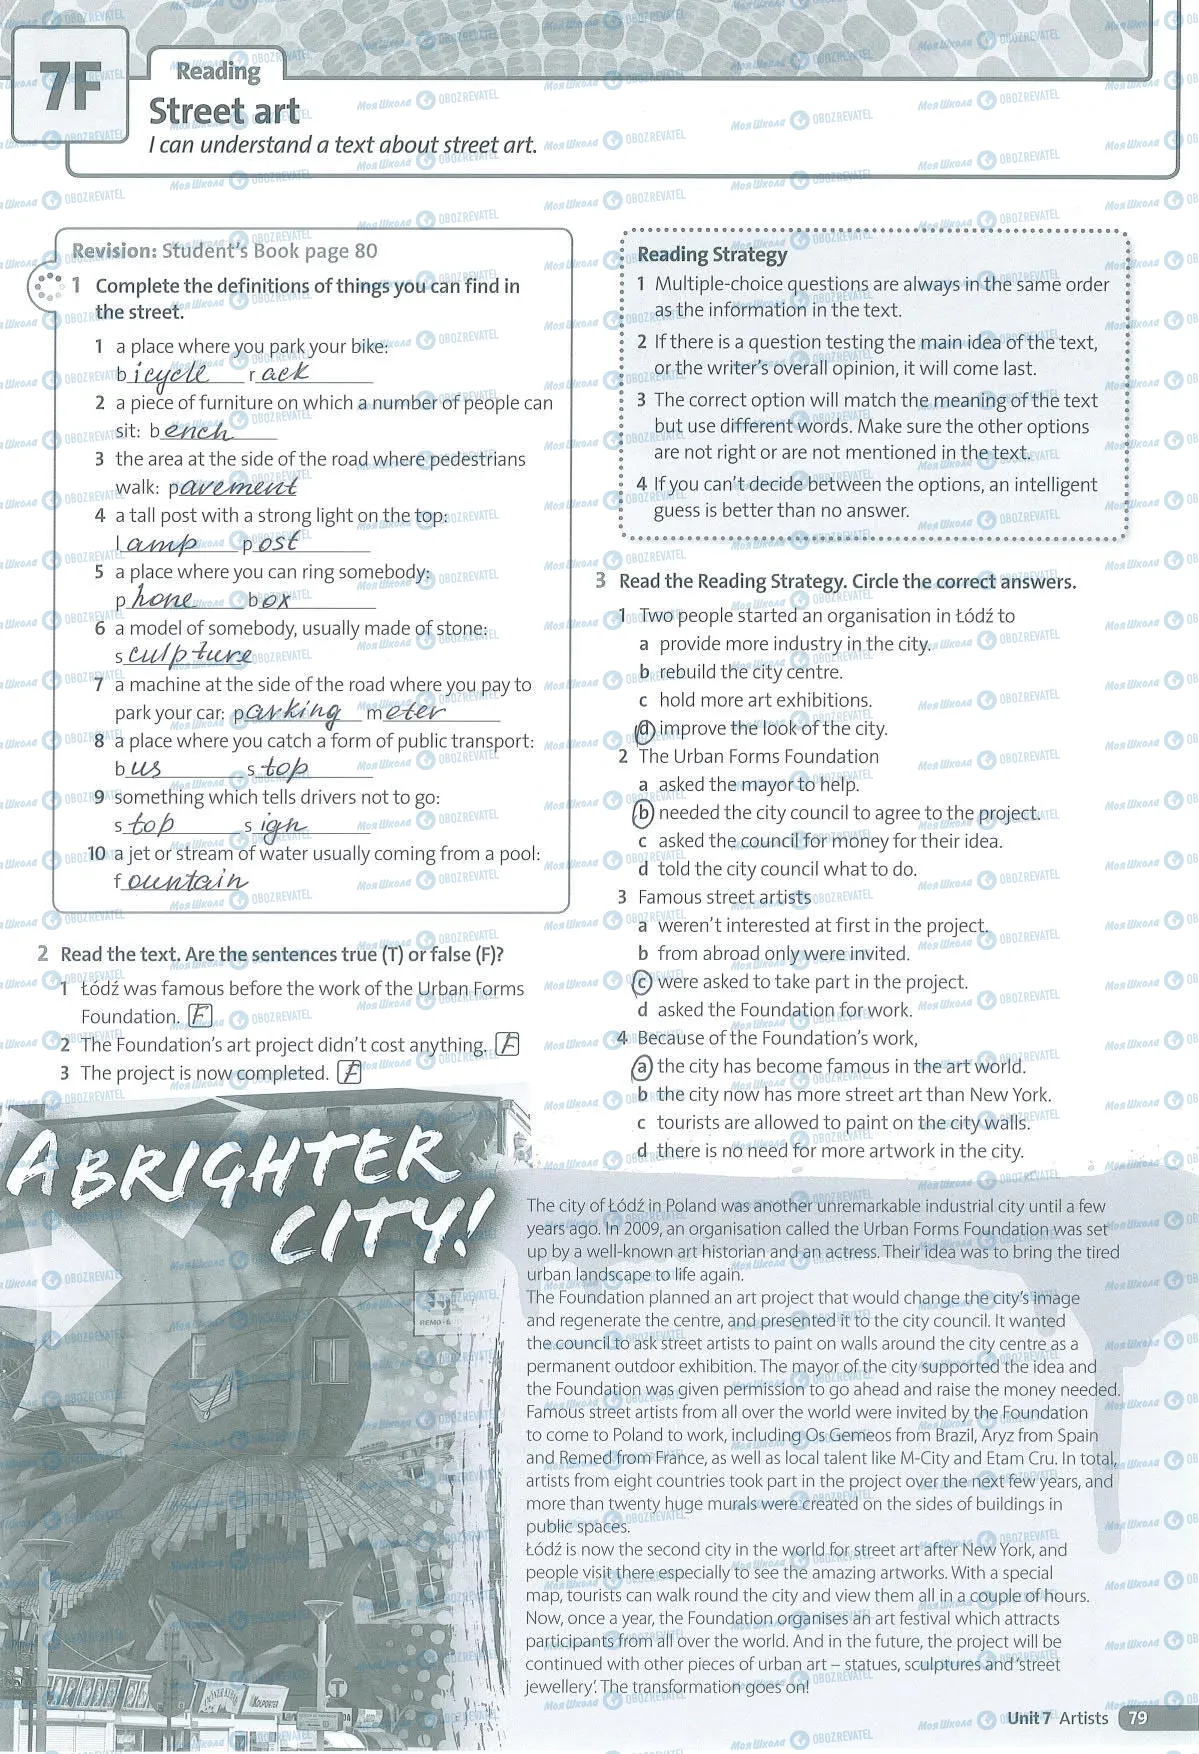 7F
Reading
Street art
I can understand a text about street art.
Revision: Student's Book page 80
1 Complete the definitions of things you can find in
the street.
1 a place where you park your bike:
bicycle rack
2 a piece of furniture on which a number of people can
sit: bench
3 the area at the side of the road where pedestrians
walk: pavement
4 a tall post with a strong light on the top:
lamp post
5 a place where you can ring somebody:
phone box
6 a model of somebody, usually made of stone:
sculpture
7 a machine at the side of the road where you pay to
park your car: parking meter
8 a place where you catch a form of public transport:
bus stop
9 something which tells drivers not to go:
stop sign
10 a jet or stream of water usually coming from a pool:
fountain
2 Read the text. Are the sentences true (T) or false (F)?
1 Łódź was famous before the work of the Urban Forms
Foundation. F
2 The Foundation's art project didn't cost anything. F
3 The project is now completed. F
Reading Strategy
1 Multiple-choice questions are always in the same order
as the information in the text.
2 If there is a question testing the main idea of the text,
or the writer's overall opinion, it will come last.
3 The correct option will match the meaning of the text
but use different words. Make sure the other options
are not right or are not mentioned in the text.
4 If you can't decide between the options, an intelligent
guess is better than no answer.
3 Read the Reading Strategy. Circle the correct answers.
1 Two people started an organisation in Łódź to
a provide more industry in the city.
b rebuild the city centre.
c hold more art exhibitions.
d improve the look of the city.
2 The Urban Forms Foundation
a asked the mayor to help.
b needed the city council to agree to the project.
c asked the council for money for their idea.
d told the city council what to do.
3 Famous street artists
a weren't interested at first in the project.
b from abroad only were invited.
c were asked to take part in the project.
d asked the Foundation for work.
4 Because of the Foundation's work,
a the city has become famous in the art world.
b the city now has more street art than New York.
c tourists are allowed to paint on the city walls.
d there is no need for more artwork in the city.
A BRIGHTER
CITY!
The city of Łódź in Poland was another unremarkable industrial city until a few
years ago. In 2009, an organisation called the Urban Forms Foundation was set
up by a well-known art historian and an actress. Their idea was to bring the tired
urban landscape to life again.
The Foundation planned an art project that would change the city's image
and regenerate the centre, and presented it to the city council. It wanted
the council to ask street artists to paint on walls around the city centre as a
permanent outdoor exhibition. The mayor of the city supported the idea and
the Foundation was given permission to go ahead and raise the money needed.
Famous street artists from all over the world were invited by the Foundation
to come to Poland to work, including Os Gemeos from Brazil, Aryz from Spain
and Remed from France, as well as local talent like M-City and Etam Cru. In total,
artists from eight countries took part in the project over the next few years, and
more than twenty huge murals were created on the sides of buildings in
public spaces.
Łódź is now the second city in the world for street art after New York, and
people visit there especially to see the amazing artworks. With a special
map, tourists can walk round the city and view them all in a couple of hours.
Now, once a year, the Foundation organises an art festival which attracts
participants from all over the world. And in the future, the project will be
continued with other pieces of urban art – statues, sculptures and 'street
jewellery'. The transformation goes on!
Unit 7 Artists 79
Моя Школа OBOZREVATEL